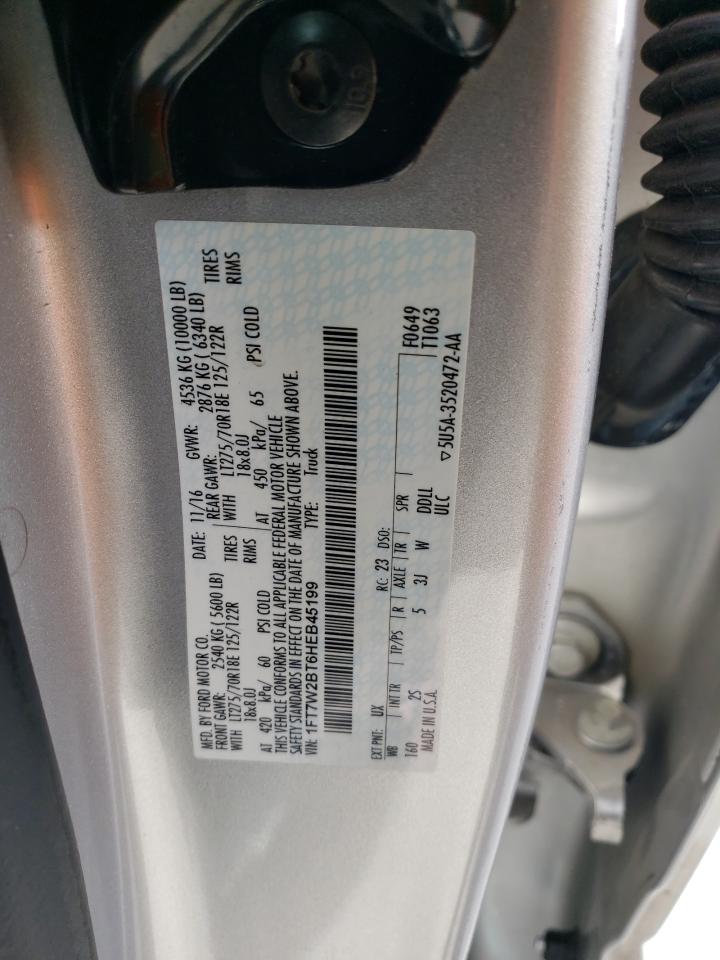 10.9
MFD. BY FORD MOTOR CO.
DATE: 11/16 GVWR: 4536 KG (10000 LB)
FRONT GAWR: 2540 KG ( 5600 LB)
REAR GAWR: 2876 KG ( 6340 LB)
WITH LT275/70R18E 125/122R TIRES
WITH LT275/70R18E 125/122R TIRES
18x8.0J RIMS
18x8.0J RIMS
AT 420 kPa/ 60 PSI COLD
AT 450 kPa/ 65 PSI COLD
THIS VEHICLE CONFORMS TO ALL APPLICABLE FEDERAL MOTOR VEHICLE
SAFETY STANDARDS IN EFFECT ON THE DATE OF MANUFACTURE SHOWN ABOVE.
VIN: 1FT7W2BT6HEB45199 TYPE: Truck
EXT PNT: UX RC: 23 DSO: F0649
WB INT TR TP/PS R AXLE TR SPR T1063
160 2S 5 3J W DDLL
MADE IN U.S.A. ULC ▽5U5A-3520472-AA